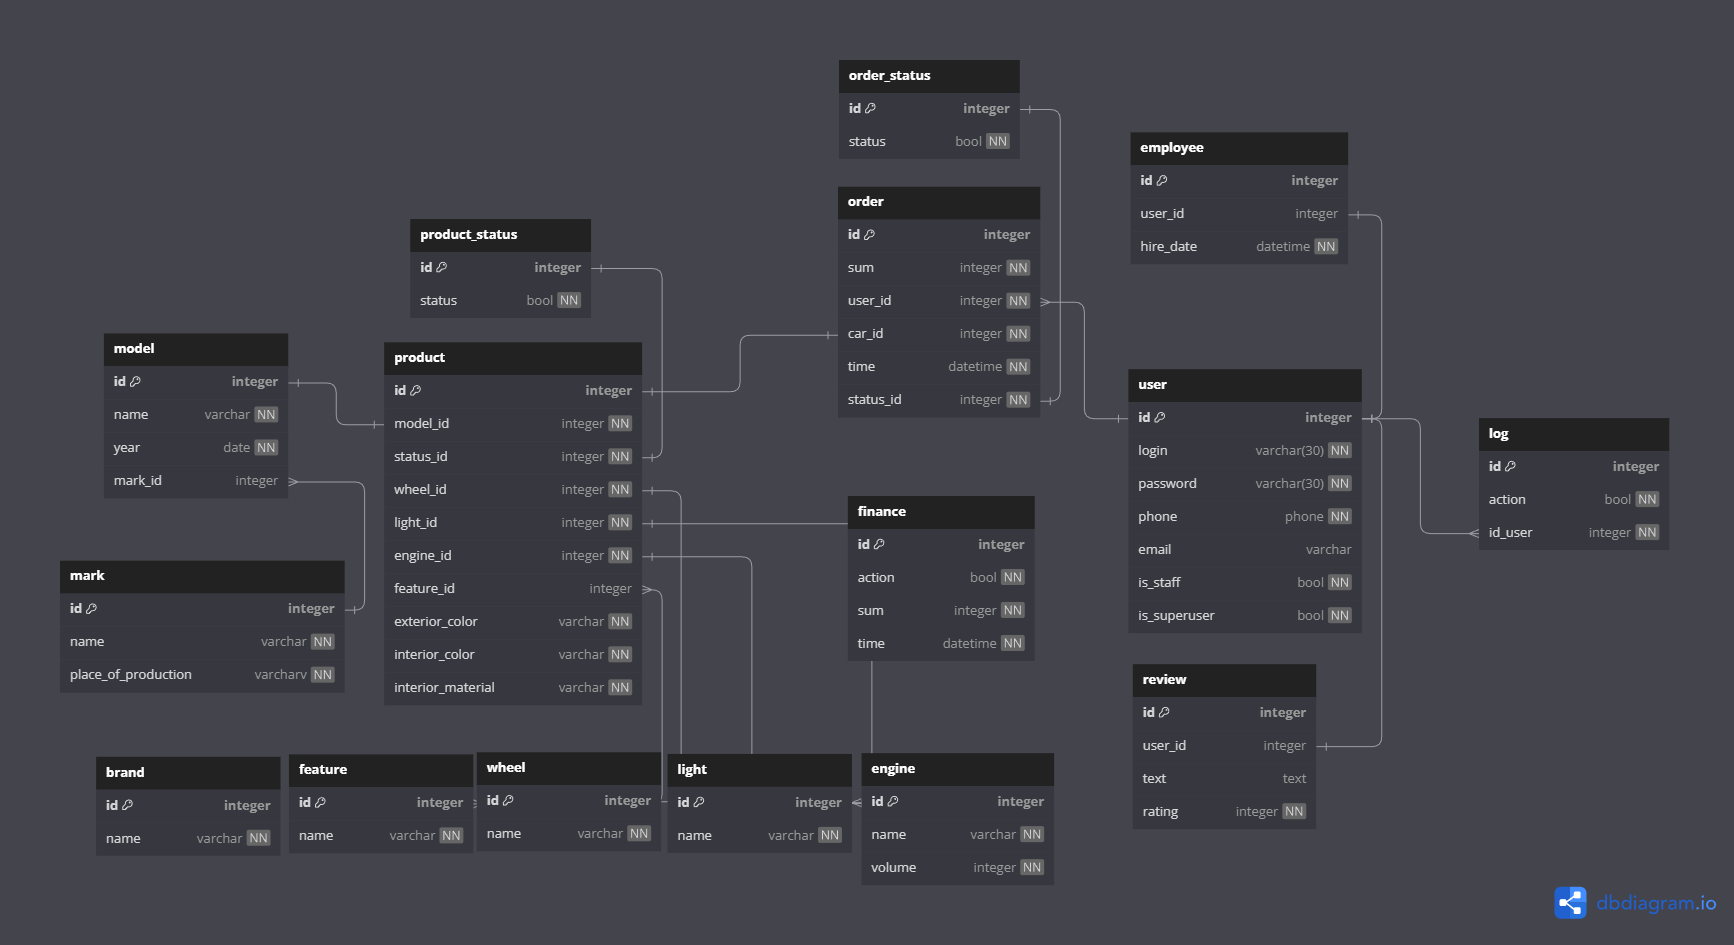 order_status
id integer
status bool NN
employee
id integer
user_id integer
hire_date datetime NN
order
id integer
sum integer NN
user_id integer NN
car_id integer NN
time datetime NN
status_id integer NN
product_status
id integer
status bool NN
model
id integer
name varchar NN
year date NN
mark_id integer
product
id integer
model_id integer NN
status_id integer NN
wheel_id integer NN
light_id integer NN
engine_id integer NN
feature_id integer
exterior_color varchar NN
interior_color varchar NN
interior_material varchar NN
user
id integer
login varchar(30) NN
password varchar(30) NN
phone phone NN
email varchar
is_staff bool NN
is_superuser bool NN
log
id integer
action bool NN
id_user integer NN
finance
id integer
action bool NN
sum integer NN
time datetime NN
mark
id integer
name varchar NN
place_of_production varcharv NN
review
id integer
user_id integer
text text
rating integer NN
brand
id integer
name varchar NN
feature
id integer
name varchar NN
wheel
id integer
name varchar NN
light
id integer
name varchar NN
engine
id integer
name varchar NN
volume integer NN
dbdiagram.io